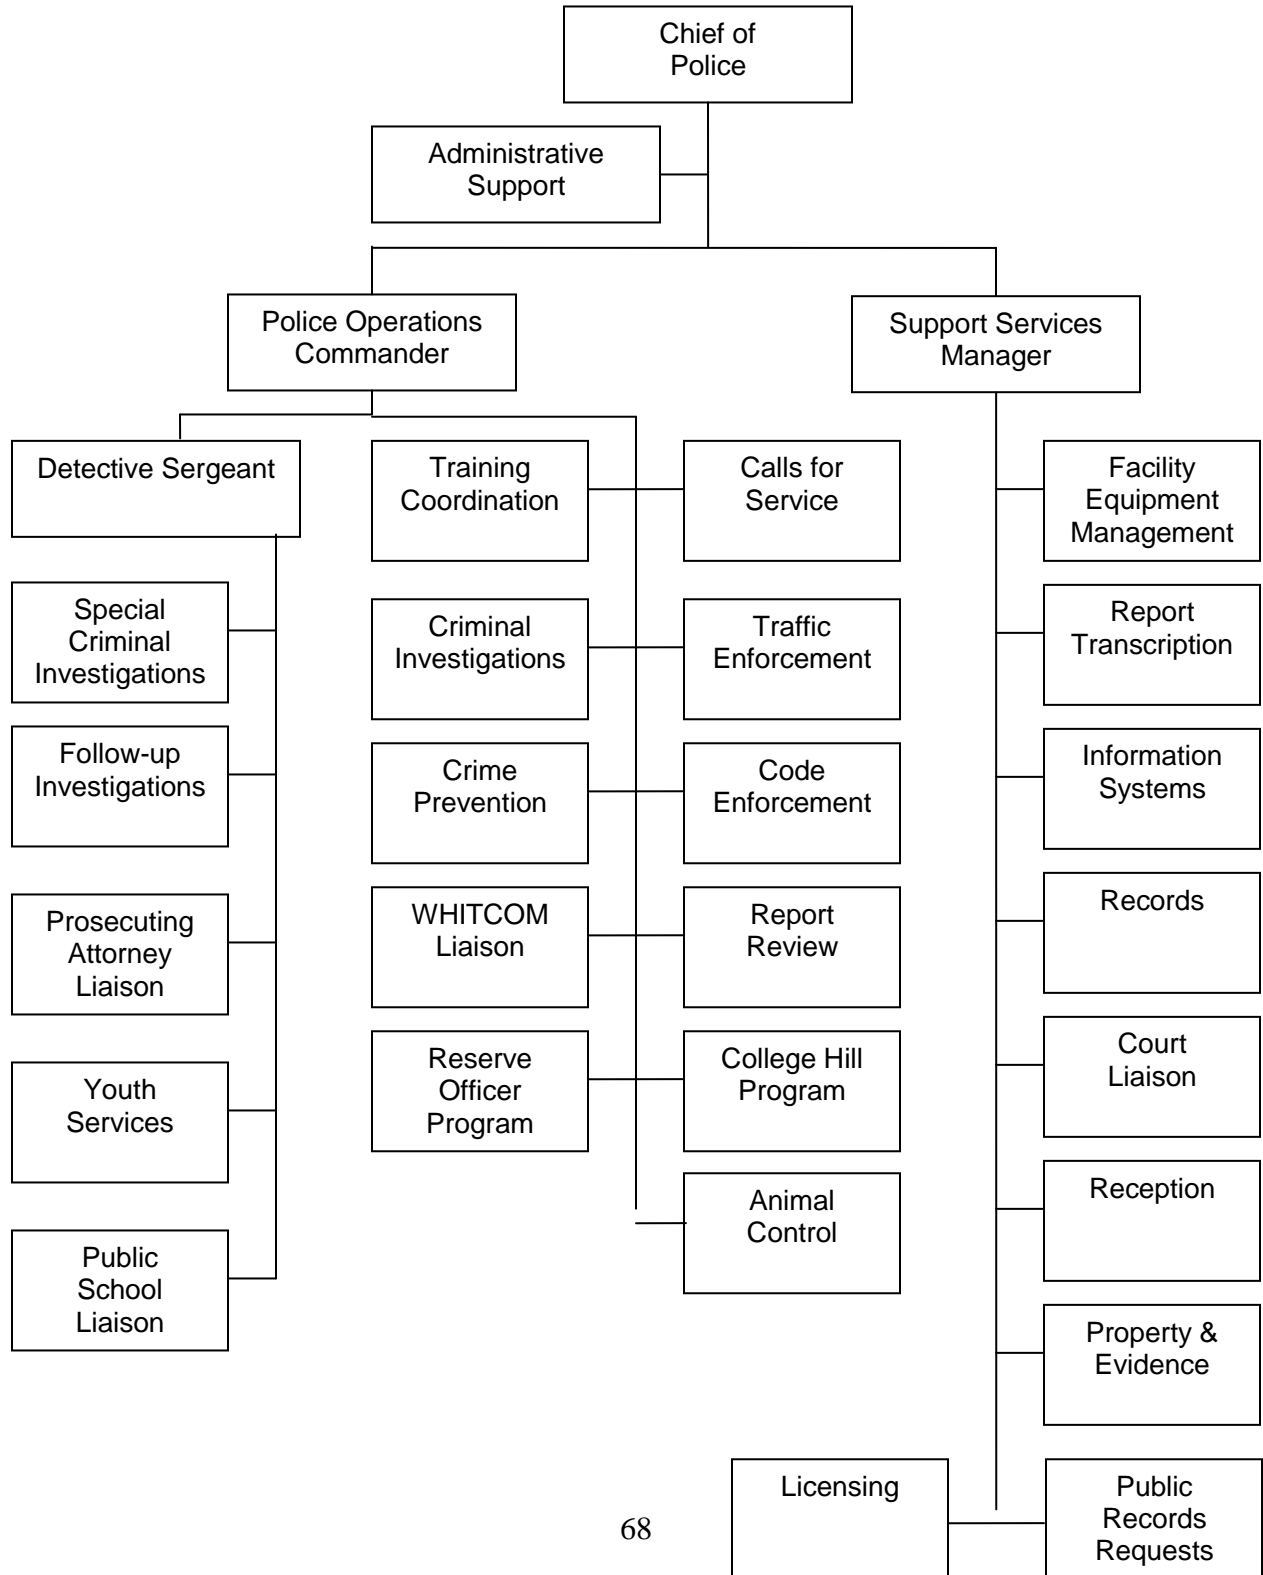 Chief of
Police
Administrative
Support
Police Operations
Commander
Support Services
Manager
Detective Sergeant
Training
Coordination
Calls for
Service
Facility
Equipment
Management
Special
Criminal
Investigations
Criminal
Investigations
Traffic
Enforcement
Report
Transcription
Follow-up
Investigations
Crime
Prevention
Code
Enforcement
Information
Systems
Prosecuting
Attorney
Liaison
WHITCOM
Liaison
Report
Review
Records
Youth
Services
Reserve
Officer
Program
College Hill
Program
Court
Liaison
Public
School
Liaison
Animal
Control
Reception
Property &
Evidence
Licensing
Public
Records
Requests
68